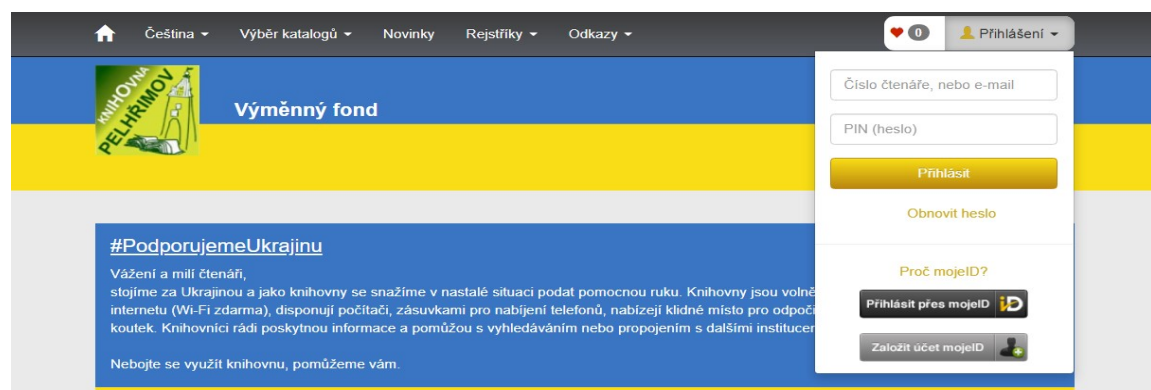 Čeština
Výběr katalogů
Novinky
Rejstříky
Odkazy
0
Přihlášení
KNIHOVNA
PELHŘIMOV
Výměnný fond
Číslo čtenáře, nebo e-mail
PIN (heslo)
Přihlásit
Obnovit heslo
Proč mojeID?
Přihlásit přes mojeID
Založit účet mojeID
#PodporujemeUkrajinu
Vážení a milí čtenáři,
stojíme za Ukrajinou a jako knihovny se snažíme v nastalé situaci podat pomocnou ruku. Knihovny jsou volně
internetu (Wi-Fi zdarma), disponují počítači, zásuvkami pro nabíjení telefonů, nabízejí klidné místo pro odpoči
koutek. Knihovníci rádi poskytnou informace a pomůžou s vyhledáváním nebo propojením s dalšími institucer
Nebojte se využít knihovnu, pomůžeme vám.